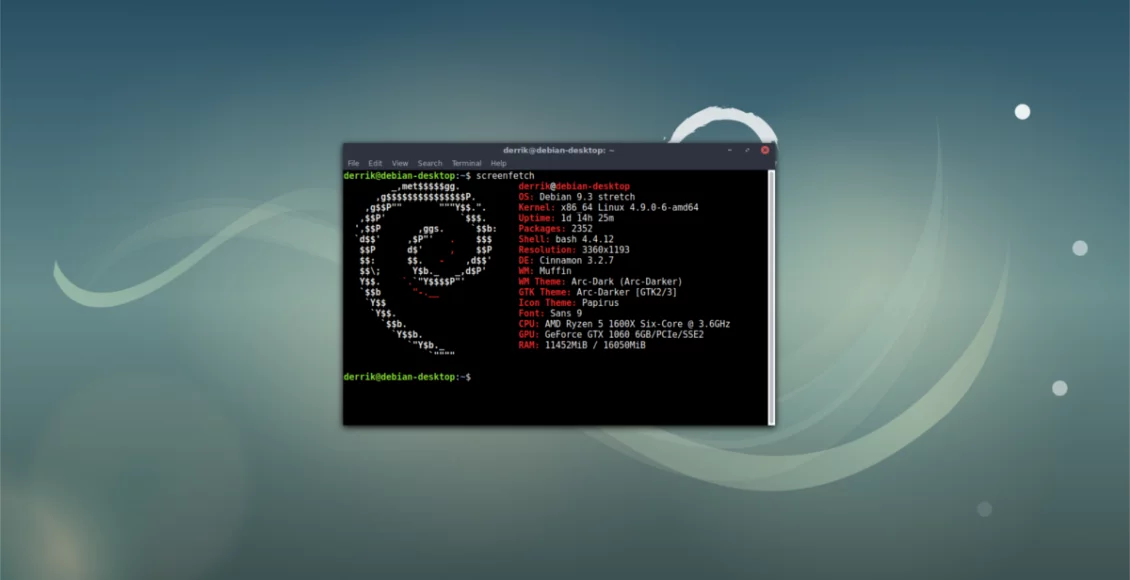 derrik@debian-desktop: ~
File Edit View Search Terminal Help
derrik@debian-desktop:~$ screenfetch
_,met$$$$$gg.
,g$$$$$$$$$$$$$$$P.
,g$$P"" """Y$$.".
,$$P' `$$$.
',$$P ,ggs. `$$b:
`d$$' ,$P"' . $$$
$$P d$' , $$P
$$: $$. - ,d$$'
$$\; Y$b._ _,d$P'
Y$$. `.`"Y$$$$P"'
`$$b "-.__
`Y$$
`Y$$.
`$$b.
`Y$$b.
`"Y$b._
`""""
derrik@debian-desktop
OS: Debian 9.3 stretch
Kernel: x86_64 Linux 4.9.0-6-amd64
Uptime: 1d 14h 25m
Packages: 2352
Shell: bash 4.4.12
Resolution: 3360x1193
DE: Cinnamon 3.2.7
WM: Muffin
WM Theme: Arc-Dark (Arc-Darker)
GTK Theme: Arc-Darker [GTK2/3]
Icon Theme: Papirus
Font: Sans 9
CPU: AMD Ryzen 5 1600X Six-Core @ 3.6GHz
GPU: GeForce GTX 1060 6GB/PCIe/SSE2
RAM: 11452MiB / 16050MiB
derrik@debian-desktop:~$